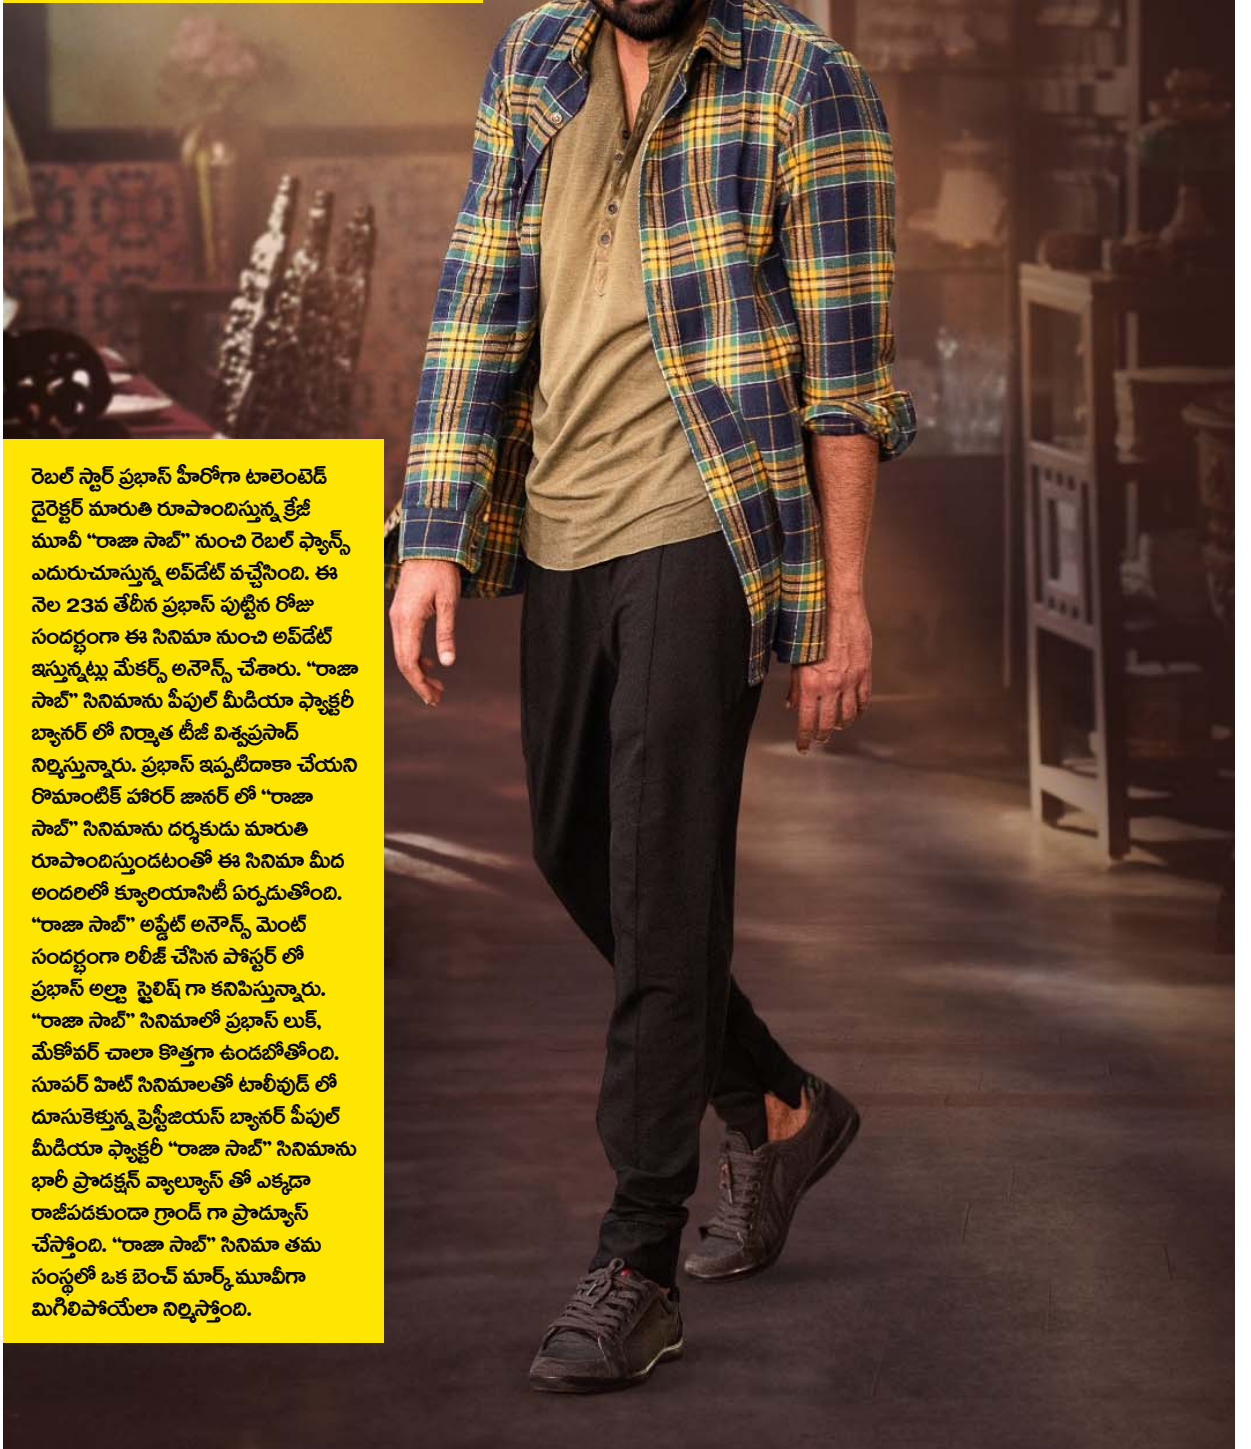 రెబల్ స్టార్ ప్రభాస్ హీరోగా టాలెంటెడ్
డైరెక్టర్ మారుతి రూపొందిస్తున్న క్రేజీ
మూవీ “రాజా సాబ్” నుంచి రెబల్ ఫ్యాన్స్
ఎదురుచూస్తున్న అప్‌డేట్ వచ్చేసింది. ఈ
నెల 23వ తేదీన ప్రభాస్ పుట్టిన రోజు
సందర్భంగా ఈ సినిమా నుంచి అప్‌డేట్
ఇస్తున్నట్లు మేకర్స్ అనౌన్స్ చేశారు. “రాజా
సాబ్” సినిమాను పీపుల్ మీడియా ఫ్యాక్టరీ
బ్యానర్ లో నిర్మాత టీజీ విశ్వప్రసాద్
నిర్మిస్తున్నారు. ప్రభాస్ ఇప్పటిదాకా చేయని
రొమాంటిక్ హారర్ జానర్ లో “రాజా
సాబ్” సినిమాను దర్శకుడు మారుతి
రూపొందిస్తుండటంతో ఈ సినిమా మీద
అందరిలో క్యూరియాసిటీ ఏర్పడుతోంది.
“రాజా సాబ్” అప్డేట్ అనౌన్స్ మెంట్
సందర్భంగా రిలీజ్ చేసిన పోస్టర్ లో
ప్రభాస్ అల్ట్రా స్టైలిష్ గా కనిపిస్తున్నారు.
“రాజా సాబ్” సినిమాలో ప్రభాస్ లుక్,
మేకోవర్ చాలా కొత్తగా ఉండబోతోంది.
సూపర్ హిట్ సినిమాలతో టాలీవుడ్ లో
దూసుకెళ్తున్న ప్రెస్టీజియస్ బ్యానర్ పీపుల్
మీడియా ఫ్యాక్టరీ “రాజా సాబ్” సినిమాను
భారీ ప్రొడక్షన్ వ్యాల్యూస్ తో ఎక్కడా
రాజీపడకుండా గ్రాండ్ గా ప్రొడ్యూస్
చేస్తోంది. “రాజా సాబ్” సినిమా తమ
సంస్థలో ఒక బెంచ్ మార్క్ మూవీగా
మిగిలిపోయేలా నిర్మిస్తోంది.